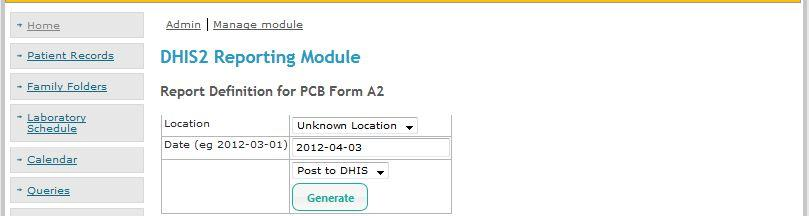 Home
Patient Records
Family Folders
Laboratory
Schedule
Calendar
Queries
Admin | Manage module
DHIS2 Reporting Module
Report Definition for PCB Form A2
Location Unknown Location
Date (eg 2012-03-01) 2012-04-03
Post to DHIS
Generate